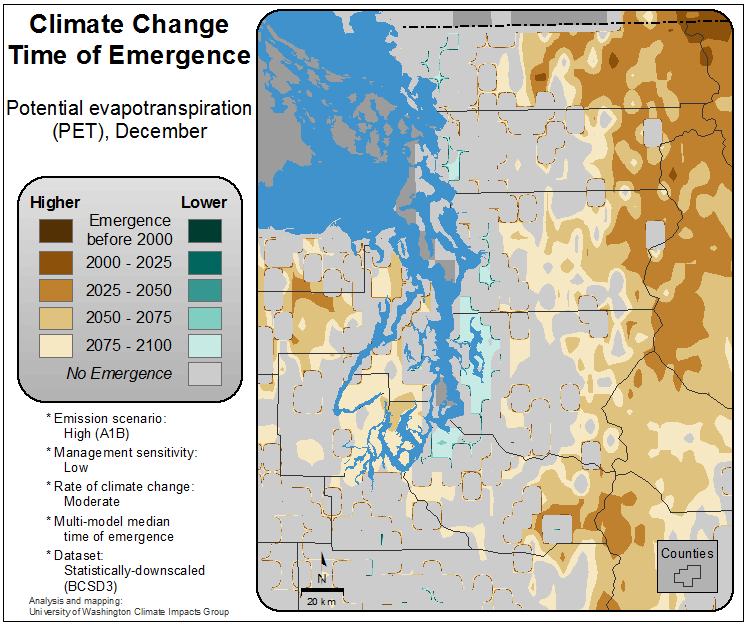 Climate Change
Time of Emergence
Potential evapotranspiration
(PET), December
Higher
Lower
Emergence
before 2000
2000 - 2025
2025 - 2050
2050 - 2075
2075 - 2100
No Emergence
* Emission scenario:
High (A1B)
* Management sensitivity:
Low
* Rate of climate change:
Moderate
* Multi-model median
time of emergence
* Dataset:
Statistically-downscaled
(BCSD3)
Analysis and mapping:
University of Washington Climate Impacts Group
N
20 km
Counties